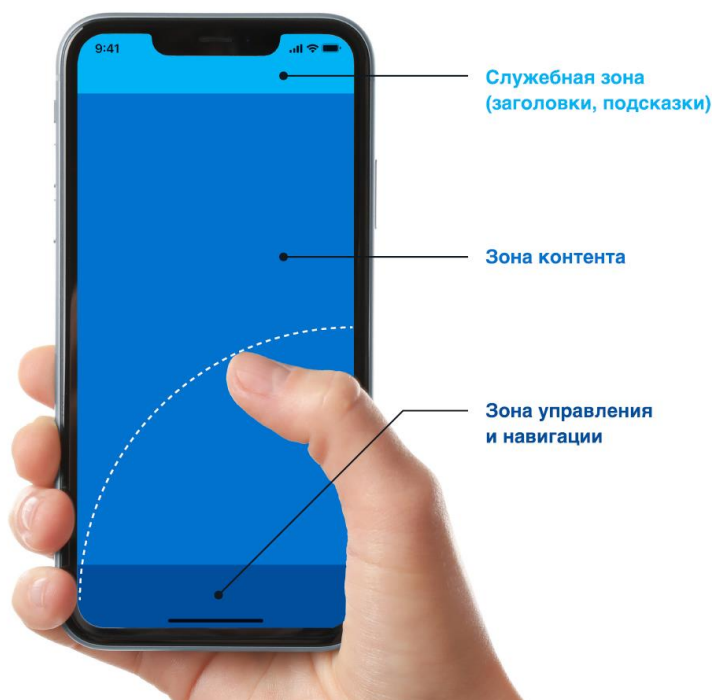 9:41
Служебная зона
(заголовки, подсказки)
Зона контента
Зона управления
и навигации